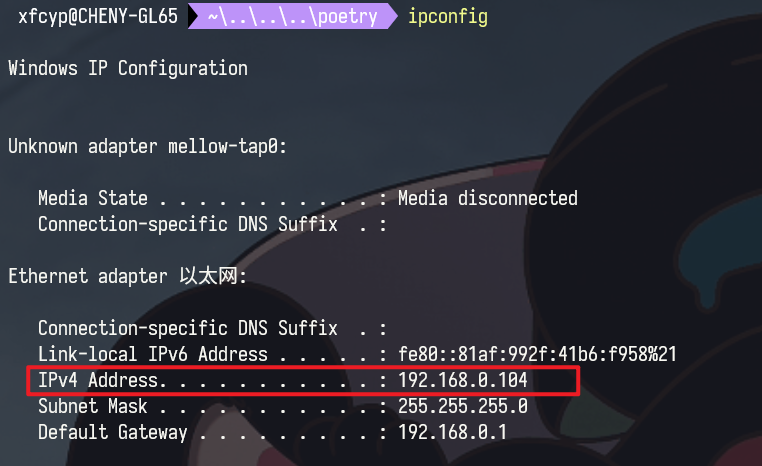 xfcyp@CHENY-GL65 ~\..\..\..\poetry ipconfig
Windows IP Configuration
Unknown adapter mellow-tap0:
Media State . . . . . . . . . . . : Media disconnected
Connection-specific DNS Suffix  . :
Ethernet adapter 以太网:
Connection-specific DNS Suffix  . :
Link-local IPv6 Address . . . . . : fe80::81af:992f:41b6:f958%21
IPv4 Address. . . . . . . . . . . : 192.168.0.104
Subnet Mask . . . . . . . . . . . : 255.255.255.0
Default Gateway . . . . . . . . . : 192.168.0.1